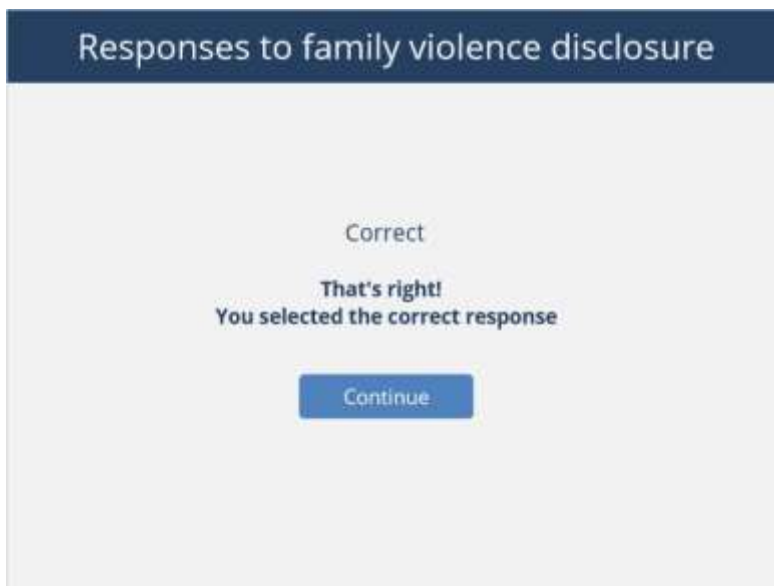 Responses to family violence disclosure
Correct
That's right!
You selected the correct response
Continue